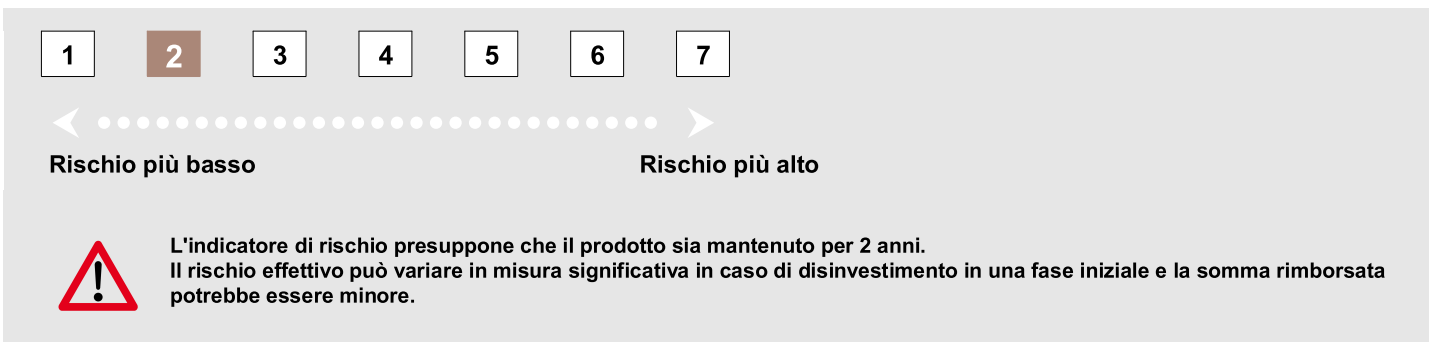 1 2 3 4 5 6 7
Rischio più basso Rischio più alto
L'indicatore di rischio presuppone che il prodotto sia mantenuto per 2 anni.
Il rischio effettivo può variare in misura significativa in caso di disinvestimento in una fase iniziale e la somma rimborsata
potrebbe essere minore.